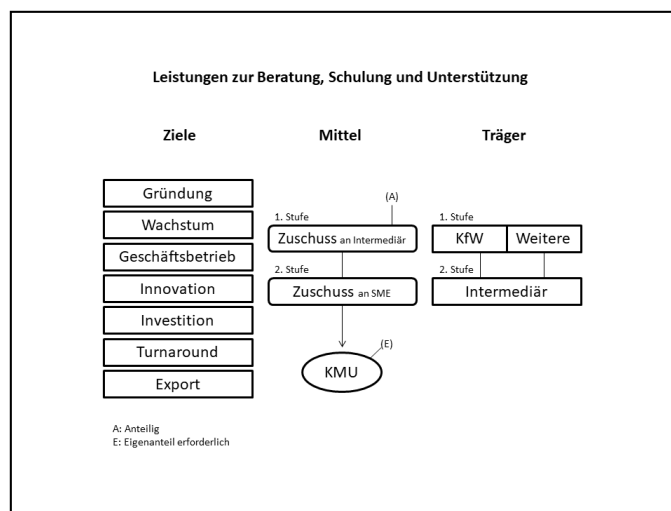 Leistungen zur Beratung, Schulung und Unterstützung
Ziele
Mittel
Träger
Gründung
Wachstum
Geschäftsbetrieb
Innovation
Investition
Turnaround
Export
(A)
1. Stufe
Zuschuss an Intermediär
2. Stufe
Zuschuss an SME
(E)
KMU
1. Stufe
KfW
Weitere
2. Stufe
Intermediär
A: Anteilig
E: Eigenanteil erforderlich